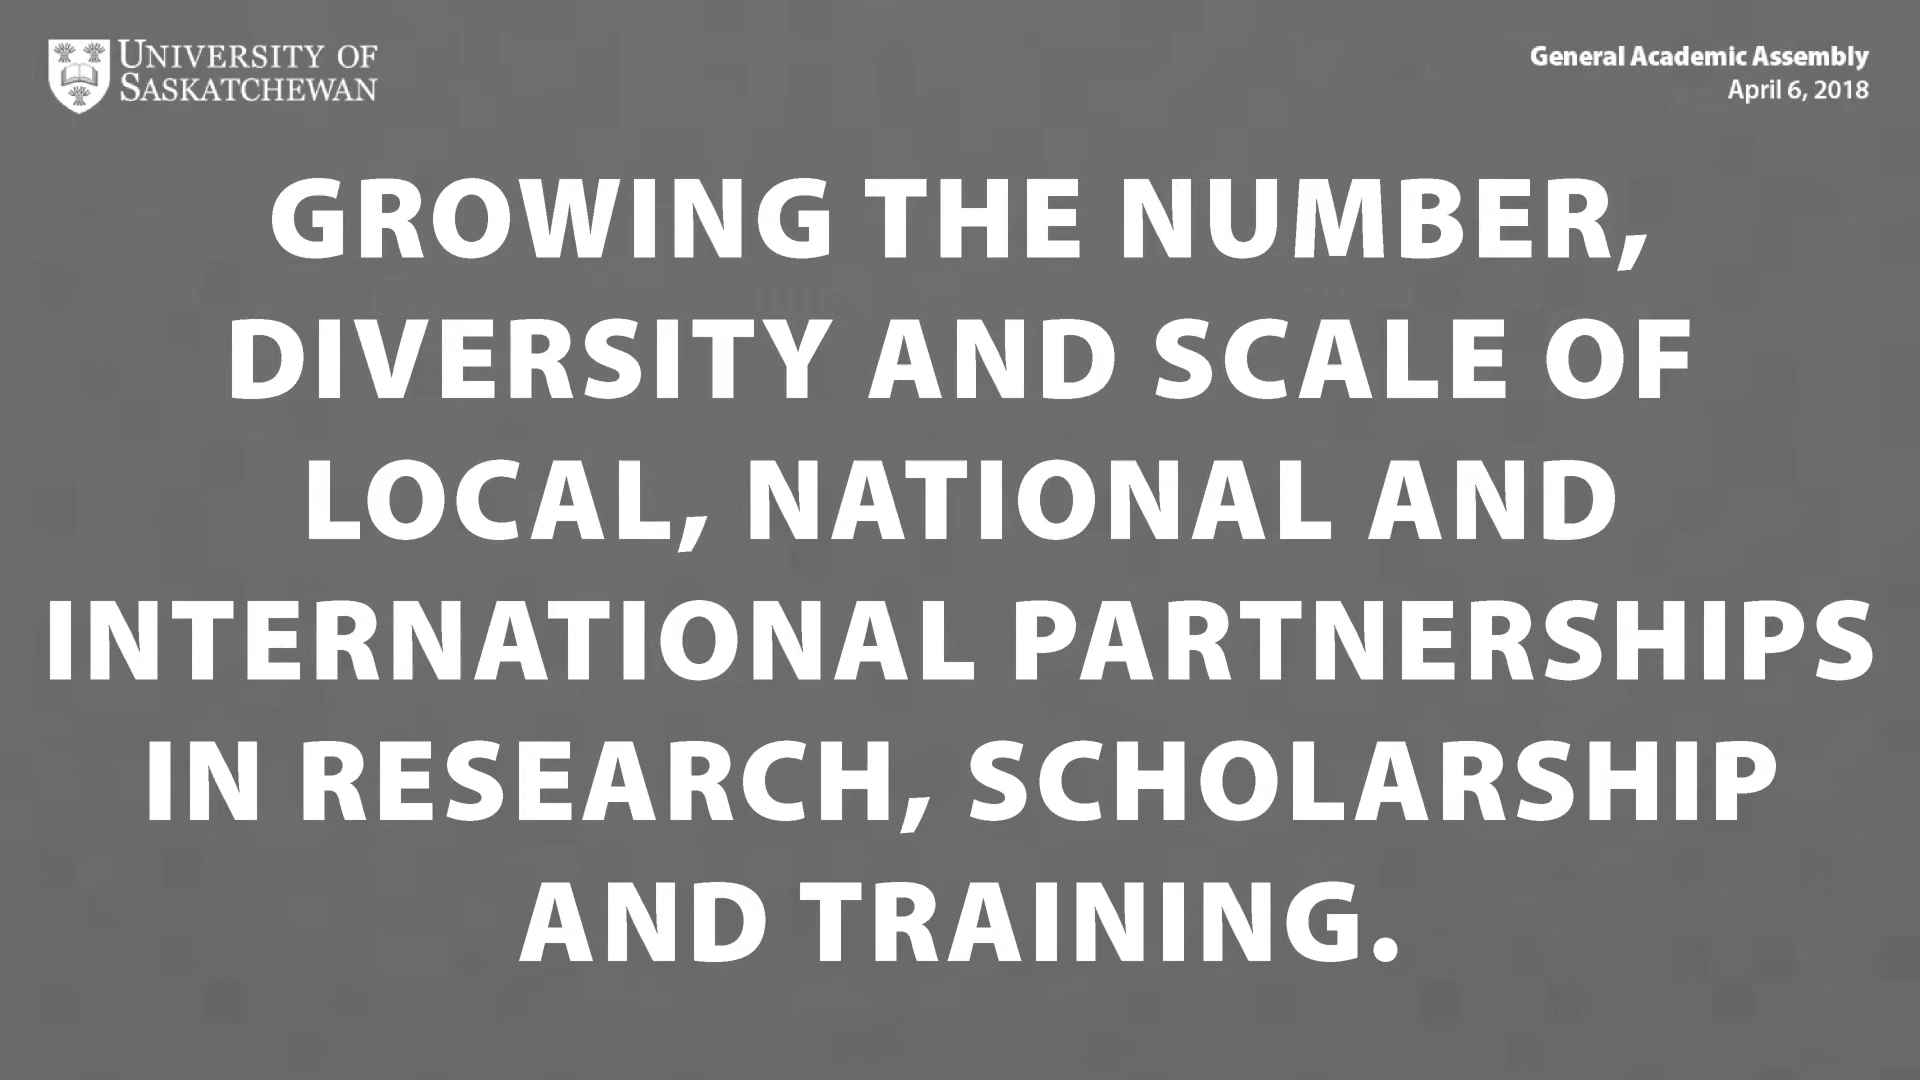 UNIVERSITY OF
SASKATCHEWAN
General Academic Assembly
April 6, 2018
GROWING THE NUMBER,
DIVERSITY AND SCALE OF
LOCAL, NATIONAL AND
INTERNATIONAL PARTNERSHIPS
IN RESEARCH, SCHOLARSHIP
AND TRAINING.